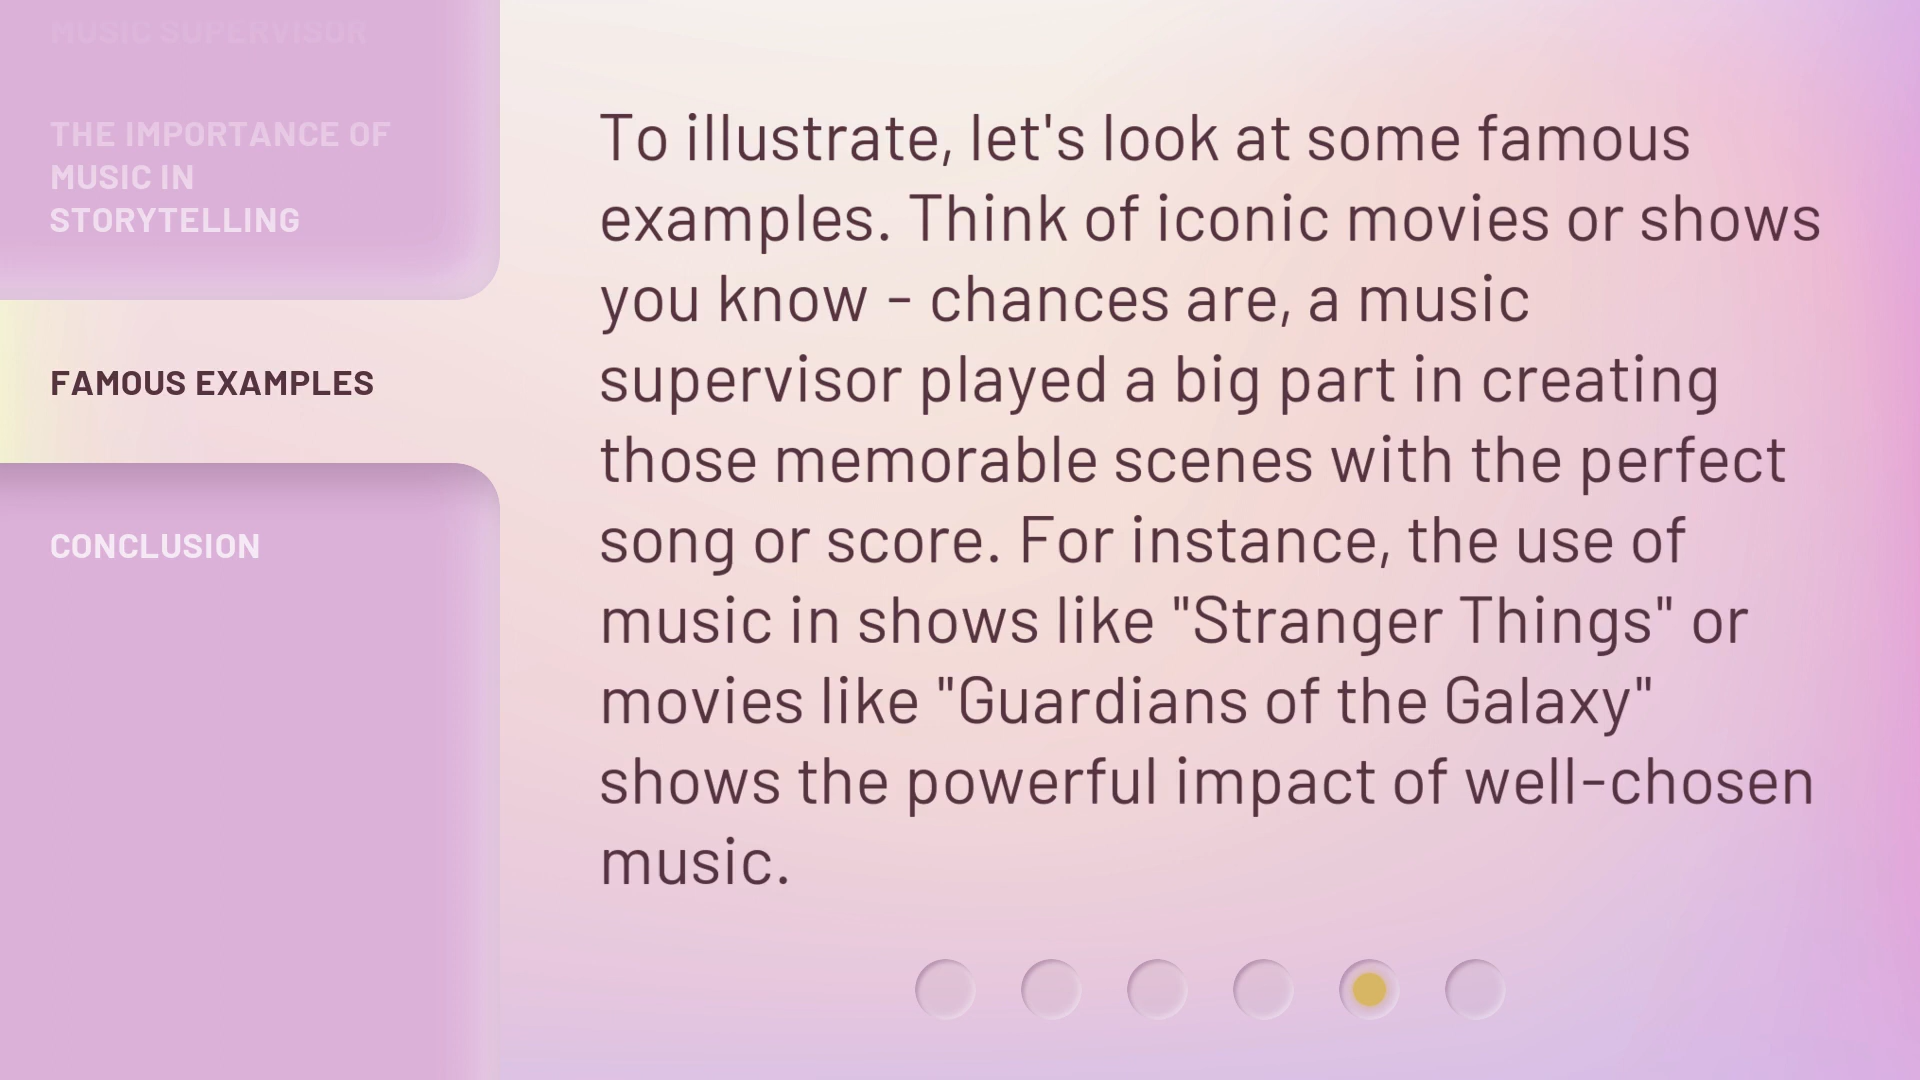 MUSIC SUPERVISOR
THE IMPORTANCE OF
MUSIC IN
STORYTELLING
FAMOUS EXAMPLES
CONCLUSION
To illustrate, let's look at some famous
examples. Think of iconic movies or shows
you know - chances are, a music
supervisor played a big part in creating
those memorable scenes with the perfect
song or score. For instance, the use of
music in shows like "Stranger Things" or
movies like "Guardians of the Galaxy"
shows the powerful impact of well-chosen
music.